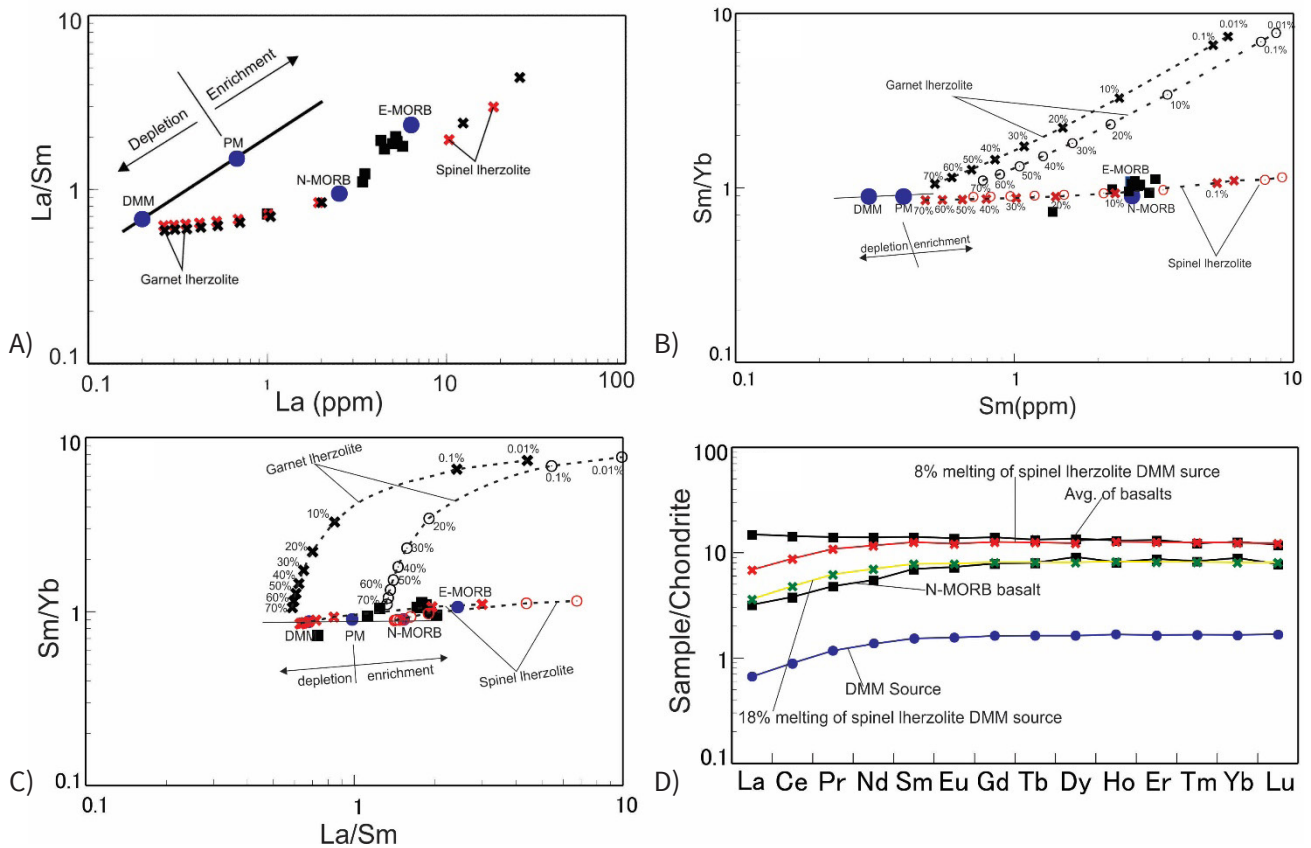 A)
10
1
0.1
La/Sm
0.1
1
10
100
La (ppm)
Depletion
Enrichment
PM
DMM
E-MORB
N-MORB
Spinel lherzolite
Garnet lherzolite
B)
10
1
0.1
Sm/Yb
0.1
1
10
Sm(ppm)
0.01%
0.1%
10%
20%
30%
40%
50%
60%
70%
0.01%
0.1%
10%
20%
30%
40%
50%
60%
70%
Garnet lherzolite
E-MORB
N-MORB
DMM
PM
70%
60%
50%
40%
30%
20%
10%
0.1%
depletion
enrichment
Spinel lherzolite
C)
10
1
0.1
Sm/Yb
0.1
1
10
La/Sm
Garnet lherzolite
0.1%
0.01%
10%
20%
30%
40%
50%
60%
70%
0.01%
0.1%
20%
30%
40%
50%
60%
70%
E-MORB
DMM
PM
N-MORB
depletion
enrichment
Spinel lherzolite
D)
100
10
1
0.1
Sample/Chondrite
8% melting of spinel lherzolite DMM surce
Avg. of basalts
N-MORB basalt
DMM Source
18% melting of spinel lherzolite DMM source
La Ce Pr Nd Sm Eu Gd Tb Dy Ho Er Tm Yb Lu